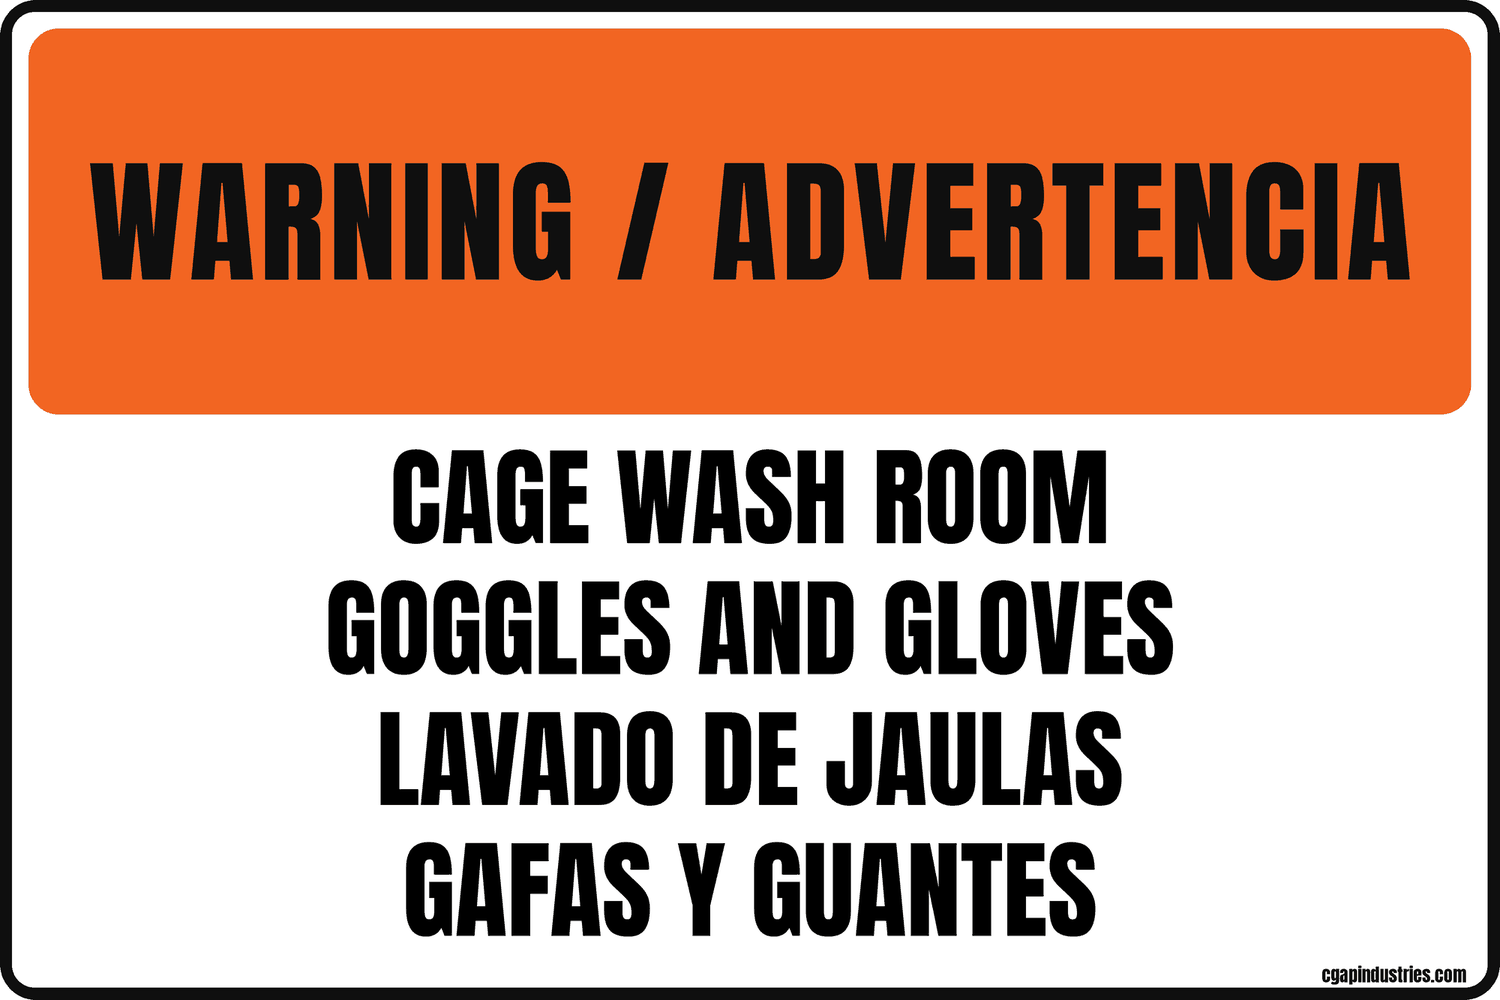 WARNING / ADVERTENCIA
CAGE WASH ROOM
GOGGLES AND GLOVES
LAVADO DE JAULAS
GAFAS Y GUANTES
cgapindustries.com